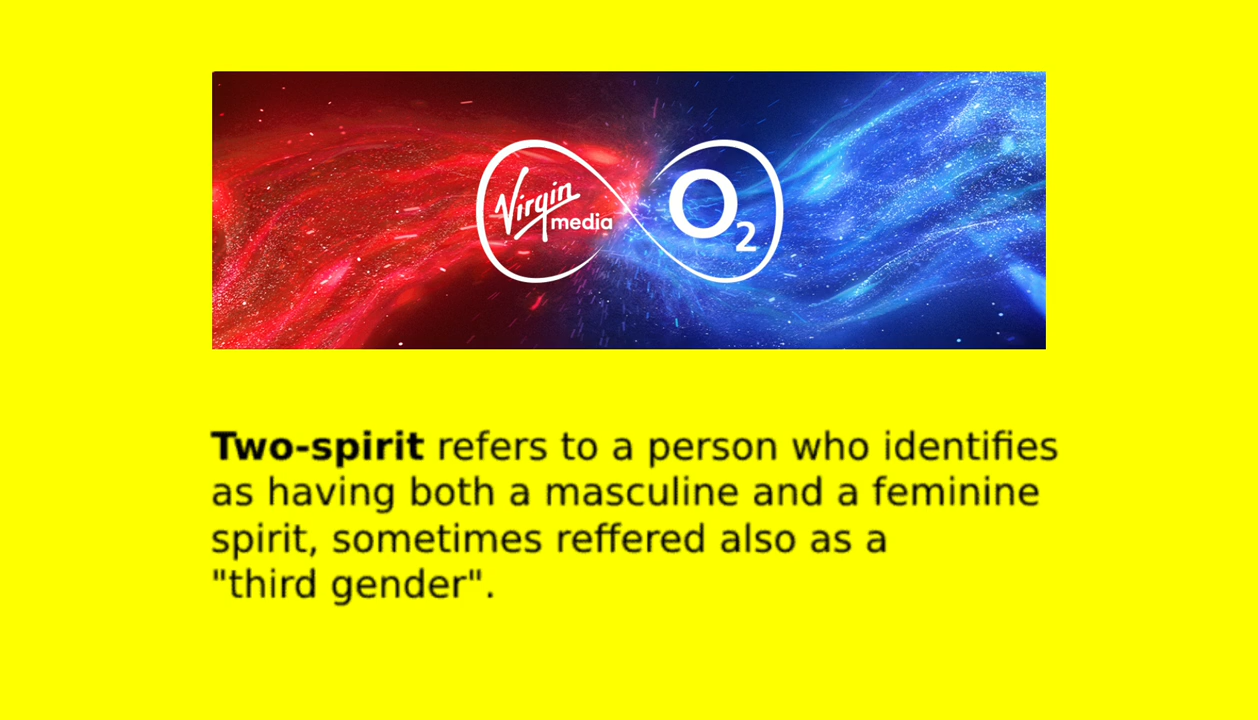 Virgin media O2
Two-spirit refers to a person who identifies
as having both a masculine and a feminine
spirit, sometimes reffered also as a
"third gender".